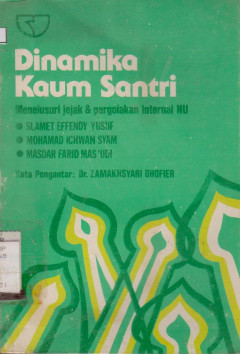 Dinamika
Kaum Santri
Menelusuri jejak & pergolakan internal NU
SLAMET EFFENDY YUSUF
MOHAMAD ICHWAN SYAM
MASDAR FARID MAS'UDI
Kata Pengantar: Dr. ZAMAKHSYARI DHOFIER